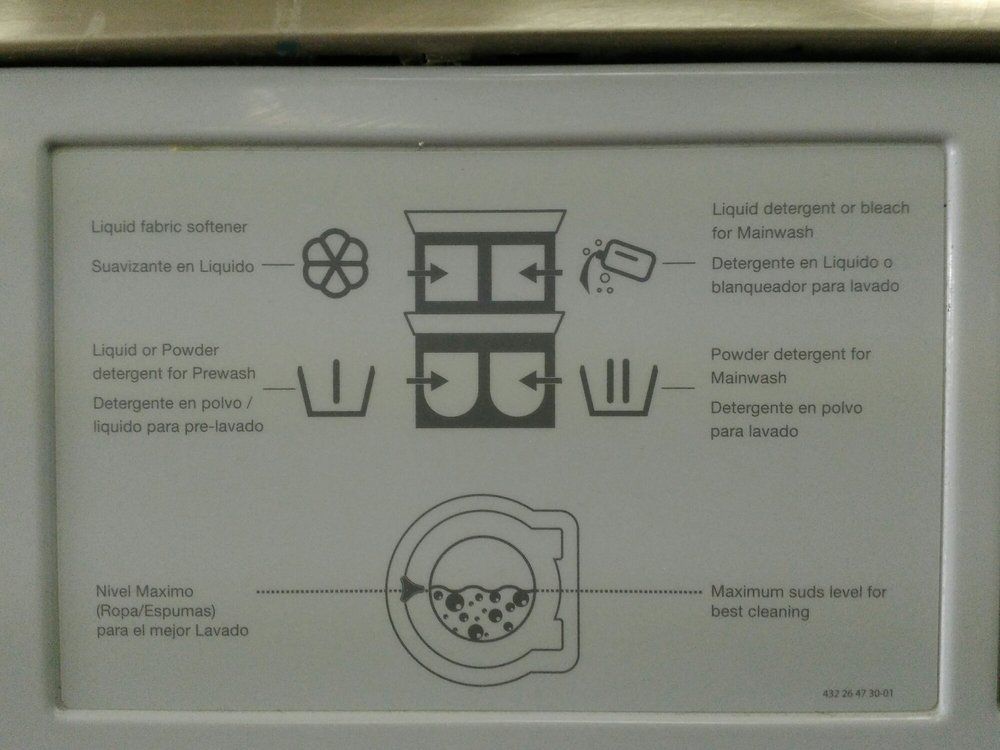 Liquid fabric softener
Suavizante en Liquido
Liquid detergent or bleach
for Mainwash
Detergente en Liquido o
blanqueador para lavado
Liquid or Powder
detergent for Prewash
Detergente en polvo /
liquido para pre-lavado
Powder detergent for
Mainwash
Detergente en polvo
para lavado
Nivel Maximo
(Ropa/Espumas)
para el mejor Lavado
Maximum suds level for
best cleaning
432 26 47 30-01